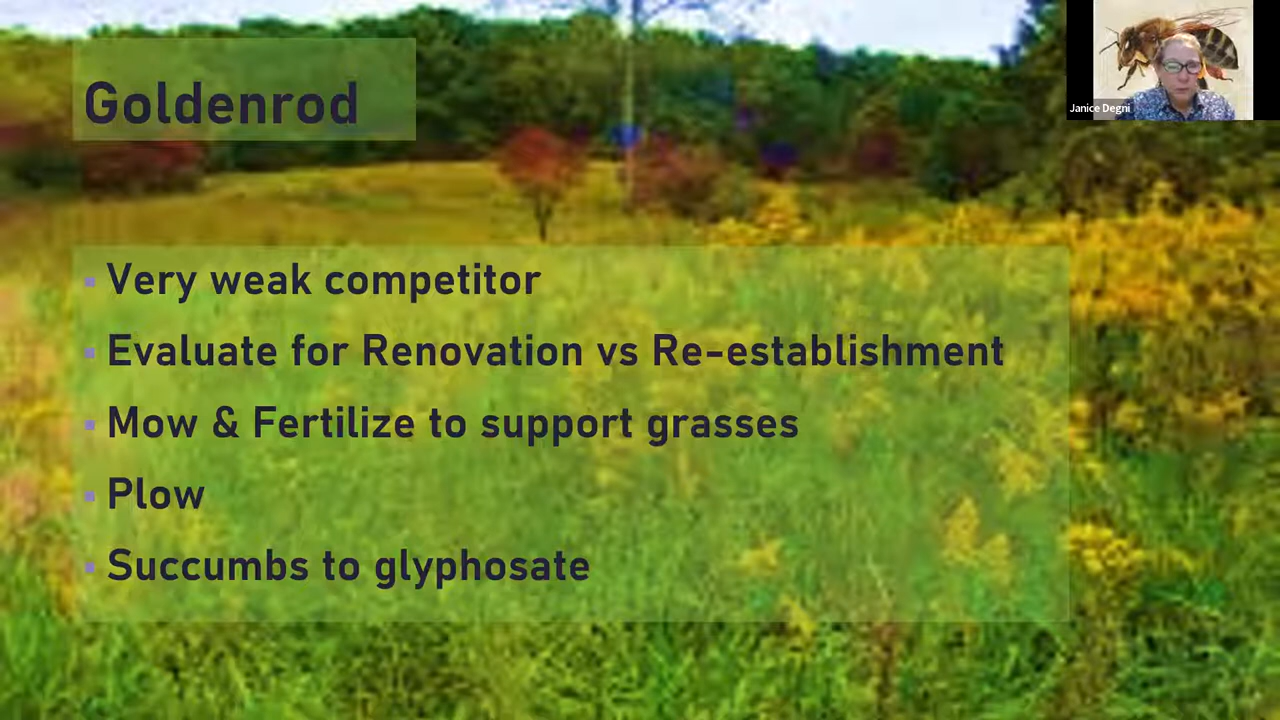 Janice Degni
Goldenrod
Very weak competitor
Evaluate for Renovation vs Re-establishment
Mow & Fertilize to support grasses
Plow
Succumbs to glyphosate